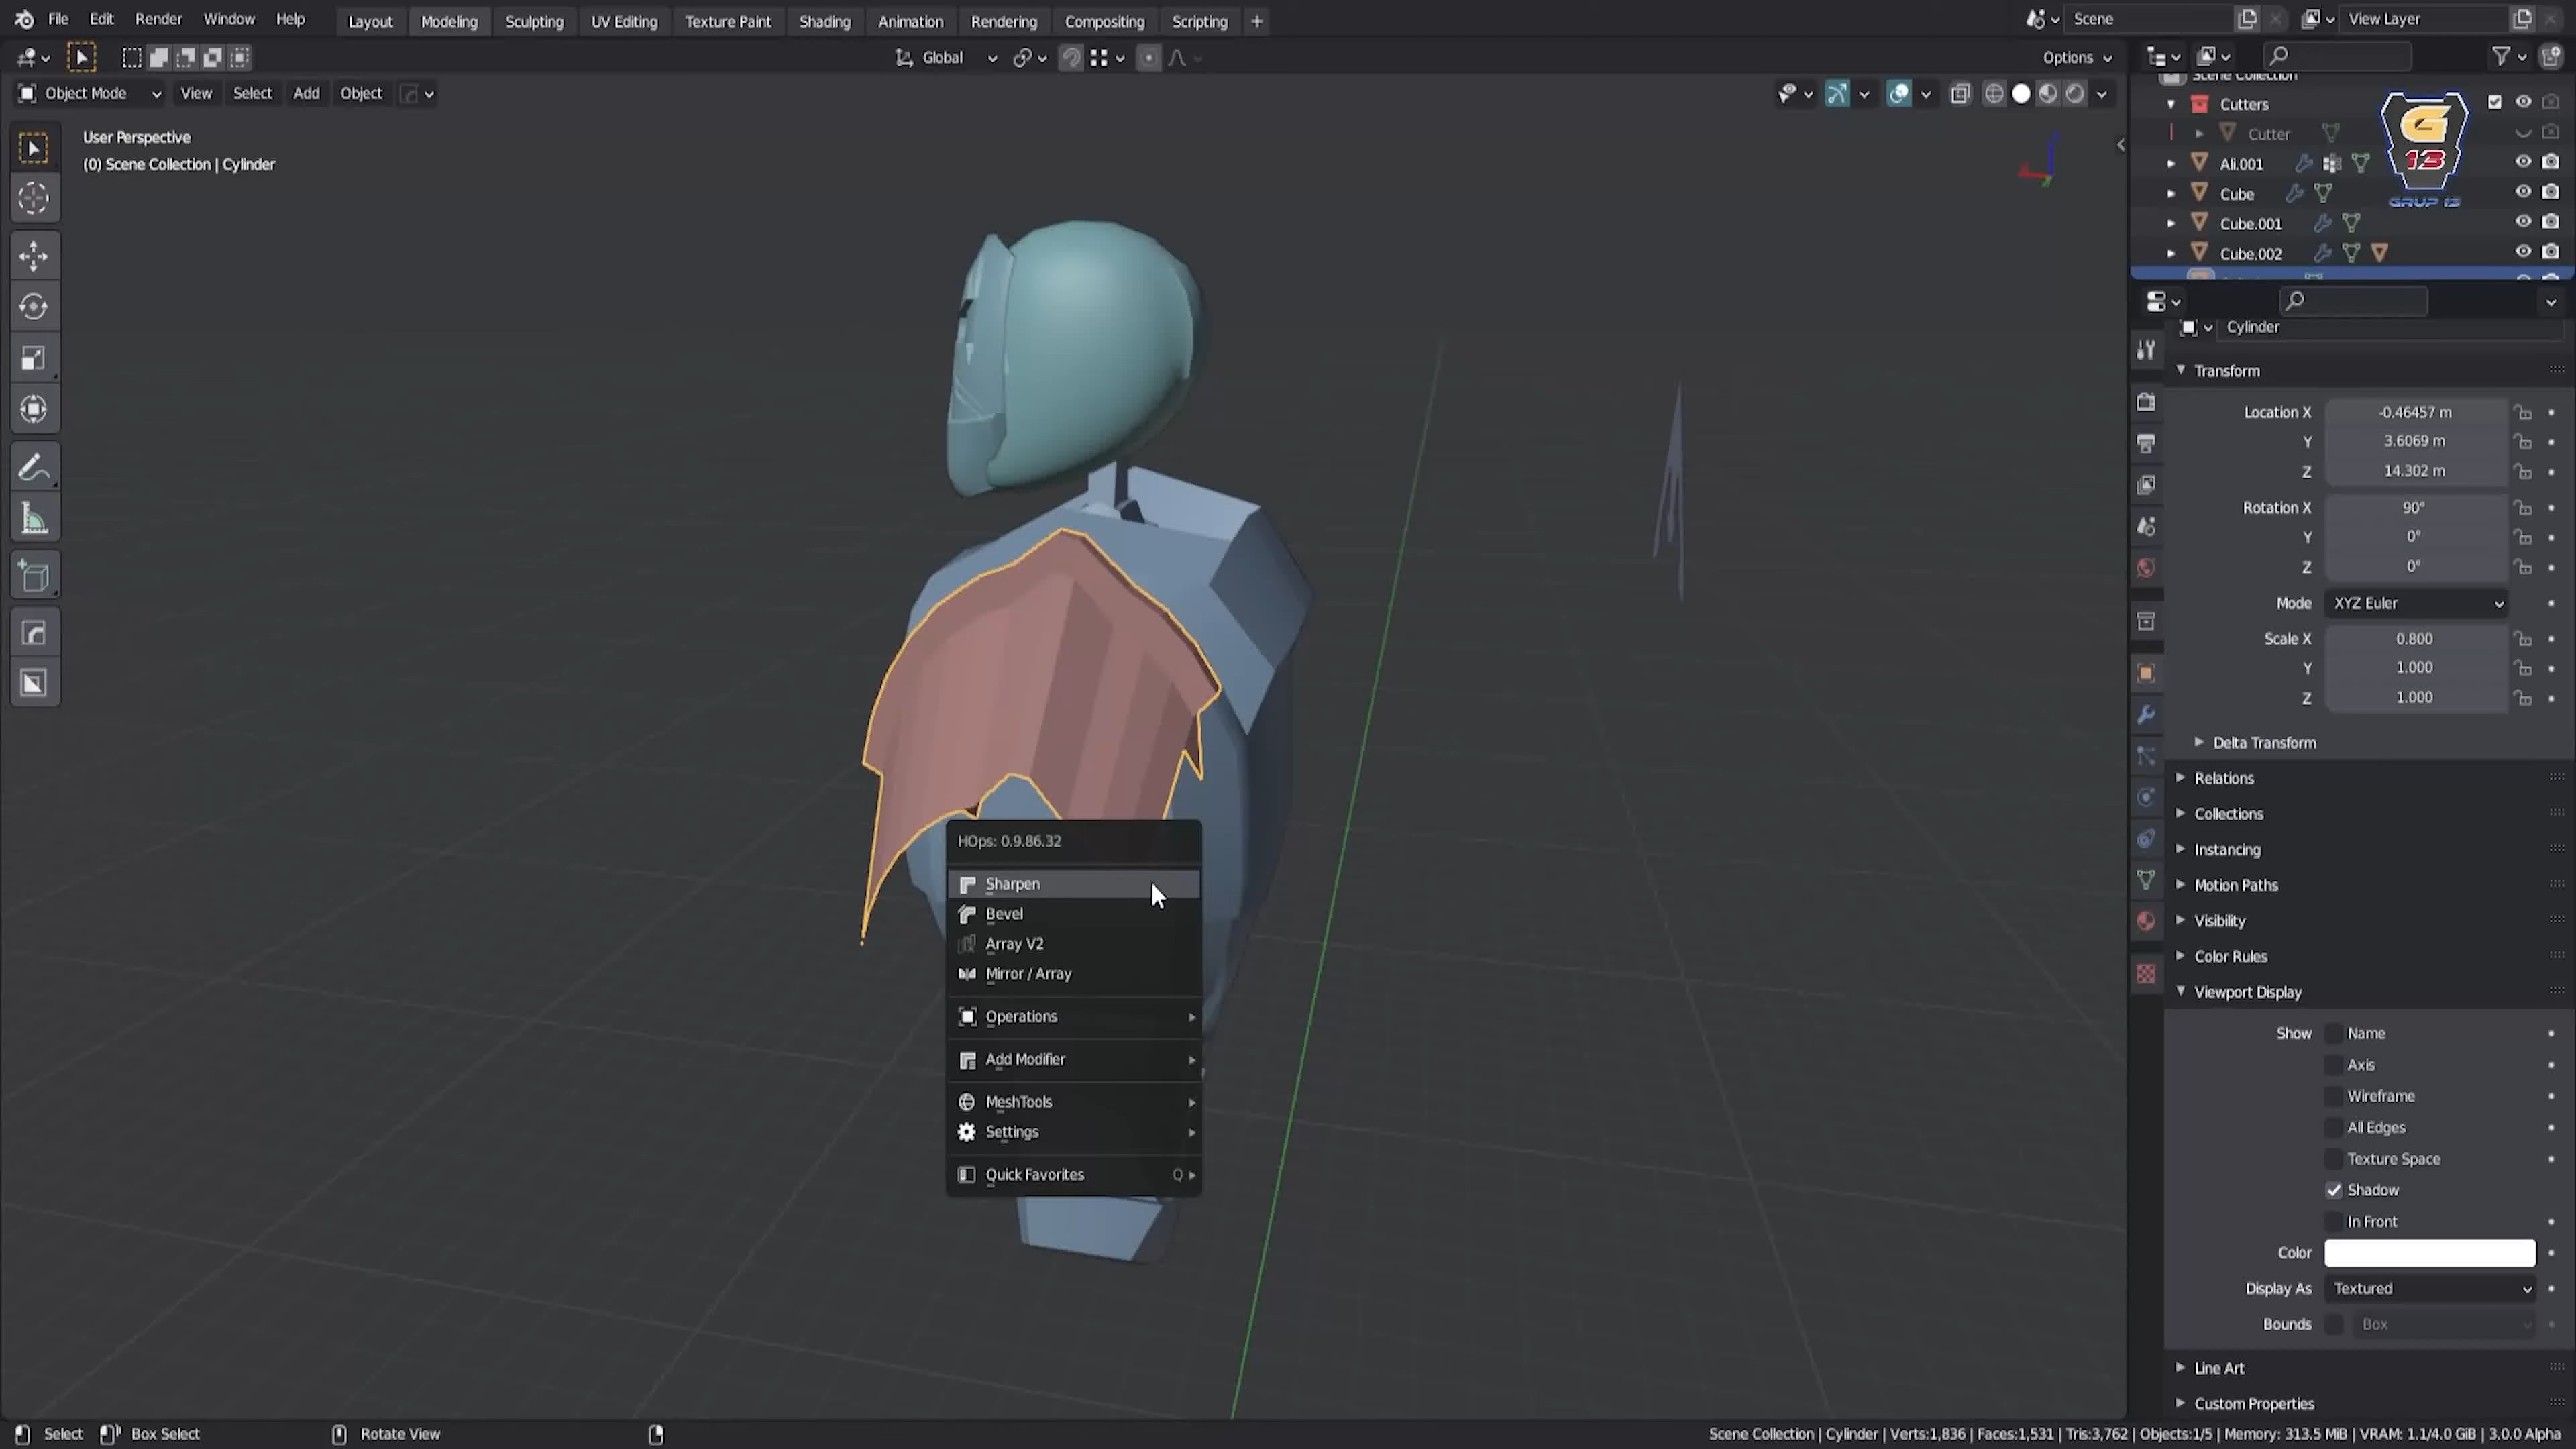 File Edit Render Window Help Layout Modeling Sculpting UV Editing Texture Paint Shading Animation Rendering Compositing Scripting + Scene View Layer
Global Options
Object Mode View Select Add Object
User Perspective
(0) Scene Collection | Cylinder
Scene Collection
Cutters
Cutter
Ali.001
Cube
Cube.001
Cube.002
G
13
GRUP 13
Cylinder
Transform
Location X -0.46457 m
Y 3.6069 m
Z 14.302 m
Rotation X 90°
Y 0°
Z 0°
Mode XYZ Euler
Scale X 0.800
Y 1.000
Z 1.000
Delta Transform
Relations
Collections
Instancing
Motion Paths
Visibility
Color Rules
Viewport Display
Show Name
Axis
Wireframe
All Edges
Texture Space
Shadow
In Front
Color
Display As Textured
Bounds Box
Line Art
Custom Properties
HOps: 0.9.86.32
Sharpen
Bevel
Array V2
Mirror / Array
Operations
Add Modifier
MeshTools
Settings
Quick Favorites Q
Select Box Select Rotate View Scene Collection | Cylinder | Verts:1,836 | Faces:1,531 | Tris:3,762 | Objects:1/5 | Memory: 313.5 MiB | VRAM: 1.1/4.0 GiB | 3.0.0 Alpha